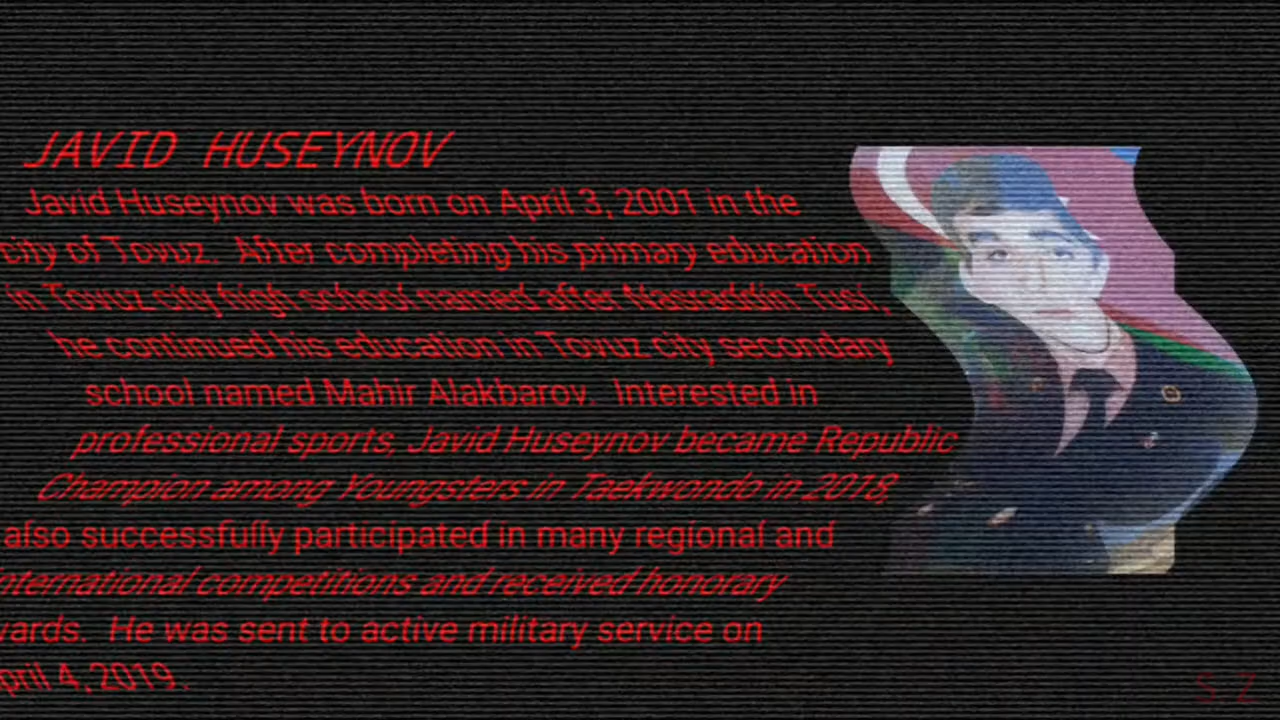 JAVID HUSEYNOV
Javid Huseynov was born on April 3, 2001 in the
city of Tovuz. After completing his primary education
in Tovuz city high school named after Nasraddin Tusi,
he continued his education in Tovuz city secondary
school named Mahir Alakbarov. Interested in
professional sports, Javid Huseynov became Republic
Champion among Youngsters in Taekwondo in 2018,
also successfully participated in many regional and
nternational competitions and received honorary
wards. He was sent to active military service on
pril 4, 2019.
S Z